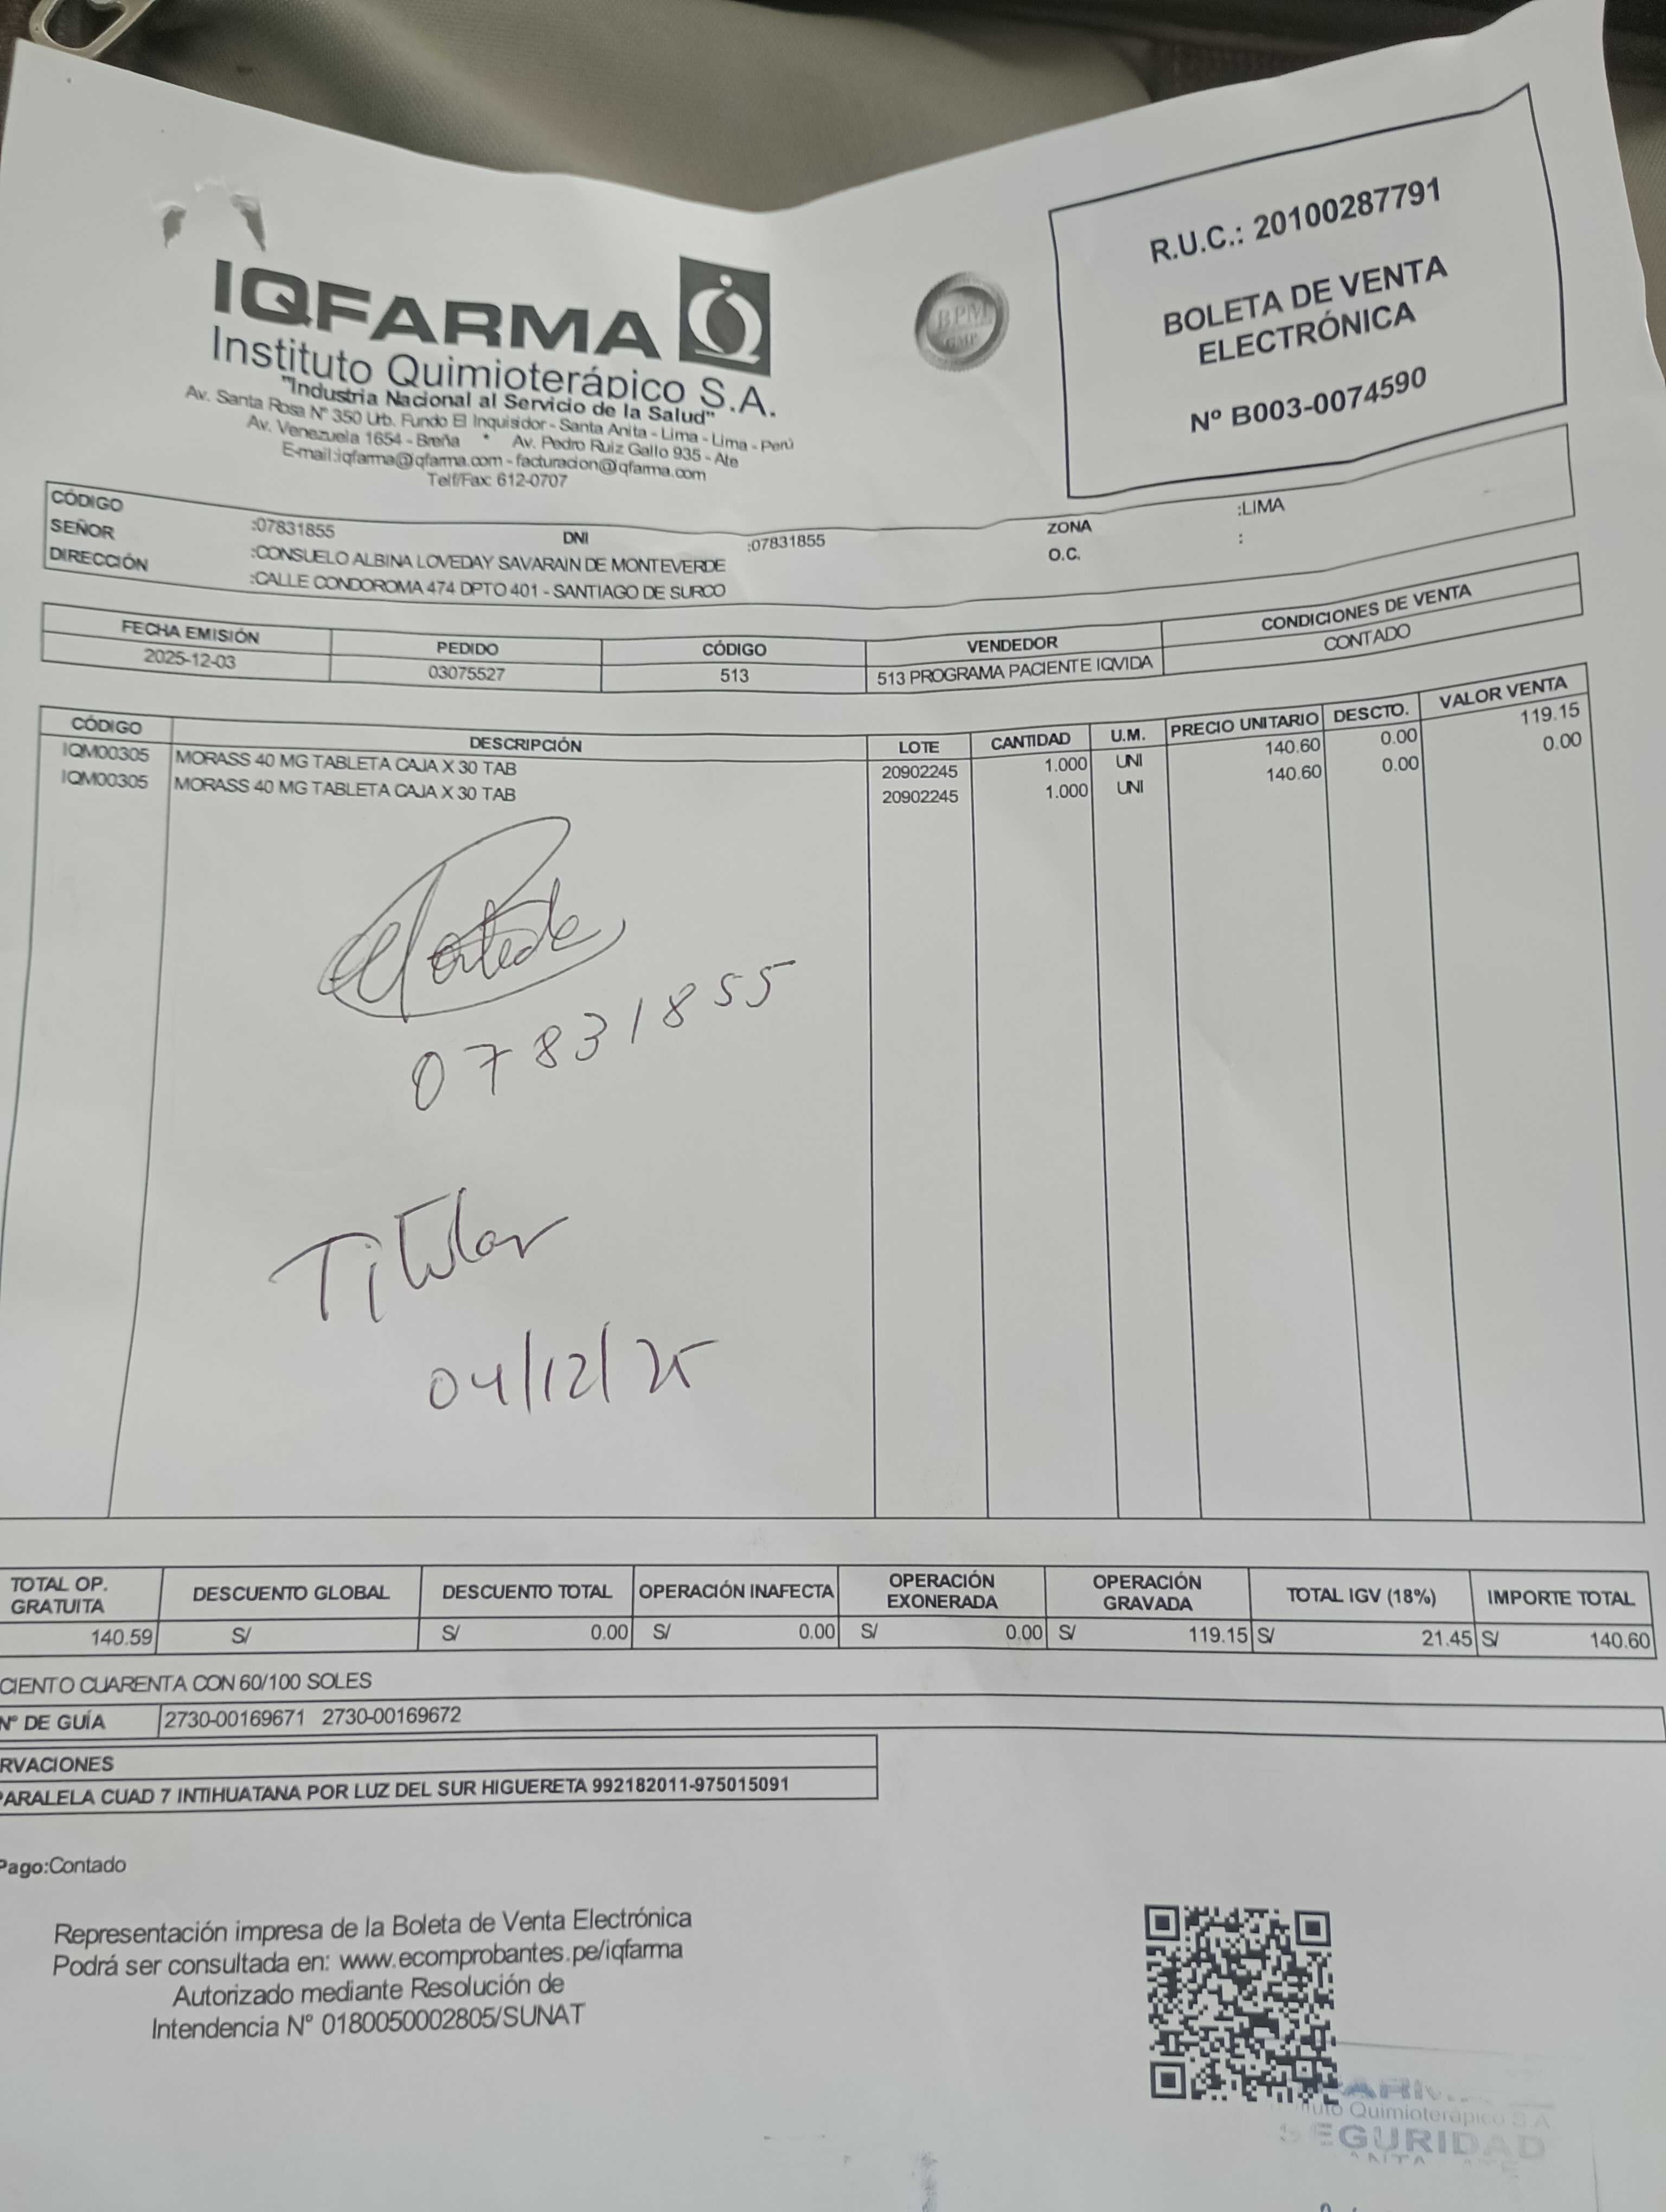 IQFARMA
Instituto Quimioterápico S.A.
"Industria Nacional al Servicio de la Salud"
Av. Santa Rosa Nº 350 Urb. Fundo El Inquisidor - Santa Anita - Lima - Lima - Perú
Av. Venezuela 1654 - Breña * Av. Pedro Ruiz Gallo 935 - Ate
E-mail:iqfarma@iqfarma.com - facturacion@iqfarma.com
Telf/Fax: 612-0707
BPM
GMP
R.U.C.: 20100287791
BOLETA DE VENTA
ELECTRÓNICA
Nº B003-0074590
CÓDIGO :07831855 DNI :07831855 ZONA :LIMA
SEÑOR :CONSUELO ALBINA LOVEDAY SAVARAIN DE MONTEVERDE O.C. :
DIRECCIÓN :CALLE CONDOROMA 474 DPTO 401 - SANTIAGO DE SURCO
FECHA EMISIÓN PEDIDO CÓDIGO VENDEDOR CONDICIONES DE VENTA
2025-12-03 03075527 513 513 PROGRAMA PACIENTE IQVIDA CONTADO
CÓDIGO DESCRIPCIÓN LOTE CANTIDAD U.M. PRECIO UNITARIO DESCTO. VALOR VENTA
IQM00305 MORASS 40 MG TABLETA CAJA X 30 TAB 20902245 1.000 UNI 140.60 0.00 119.15
IQM00305 MORASS 40 MG TABLETA CAJA X 30 TAB 20902245 1.000 UNI 140.60 0.00 0.00
07831855
Titular
04/12/25
TOTAL OP. GRATUITA DESCUENTO GLOBAL DESCUENTO TOTAL OPERACIÓN INAFECTA OPERACIÓN EXONERADA OPERACIÓN GRAVADA TOTAL IGV (18%) IMPORTE TOTAL
140.59 S/ S/ 0.00 S/ 0.00 S/ 0.00 S/ 119.15 S/ 21.45 S/ 140.60
CIENTO CUARENTA CON 60/100 SOLES
Nº DE GUÍA 2730-00169671 2730-00169672
RVACIONES
PARALELA CUAD 7 INTIHUATANA POR LUZ DEL SUR HIGUERETA 992182011-975015091
Pago:Contado
Representación impresa de la Boleta de Venta Electrónica
Podrá ser consultada en: www.ecomprobantes.pe/iqfarma
Autorizado mediante Resolución de
Intendencia Nº 0180050002805/SUNAT
Quimioterápico S.A.
SEGURIDAD